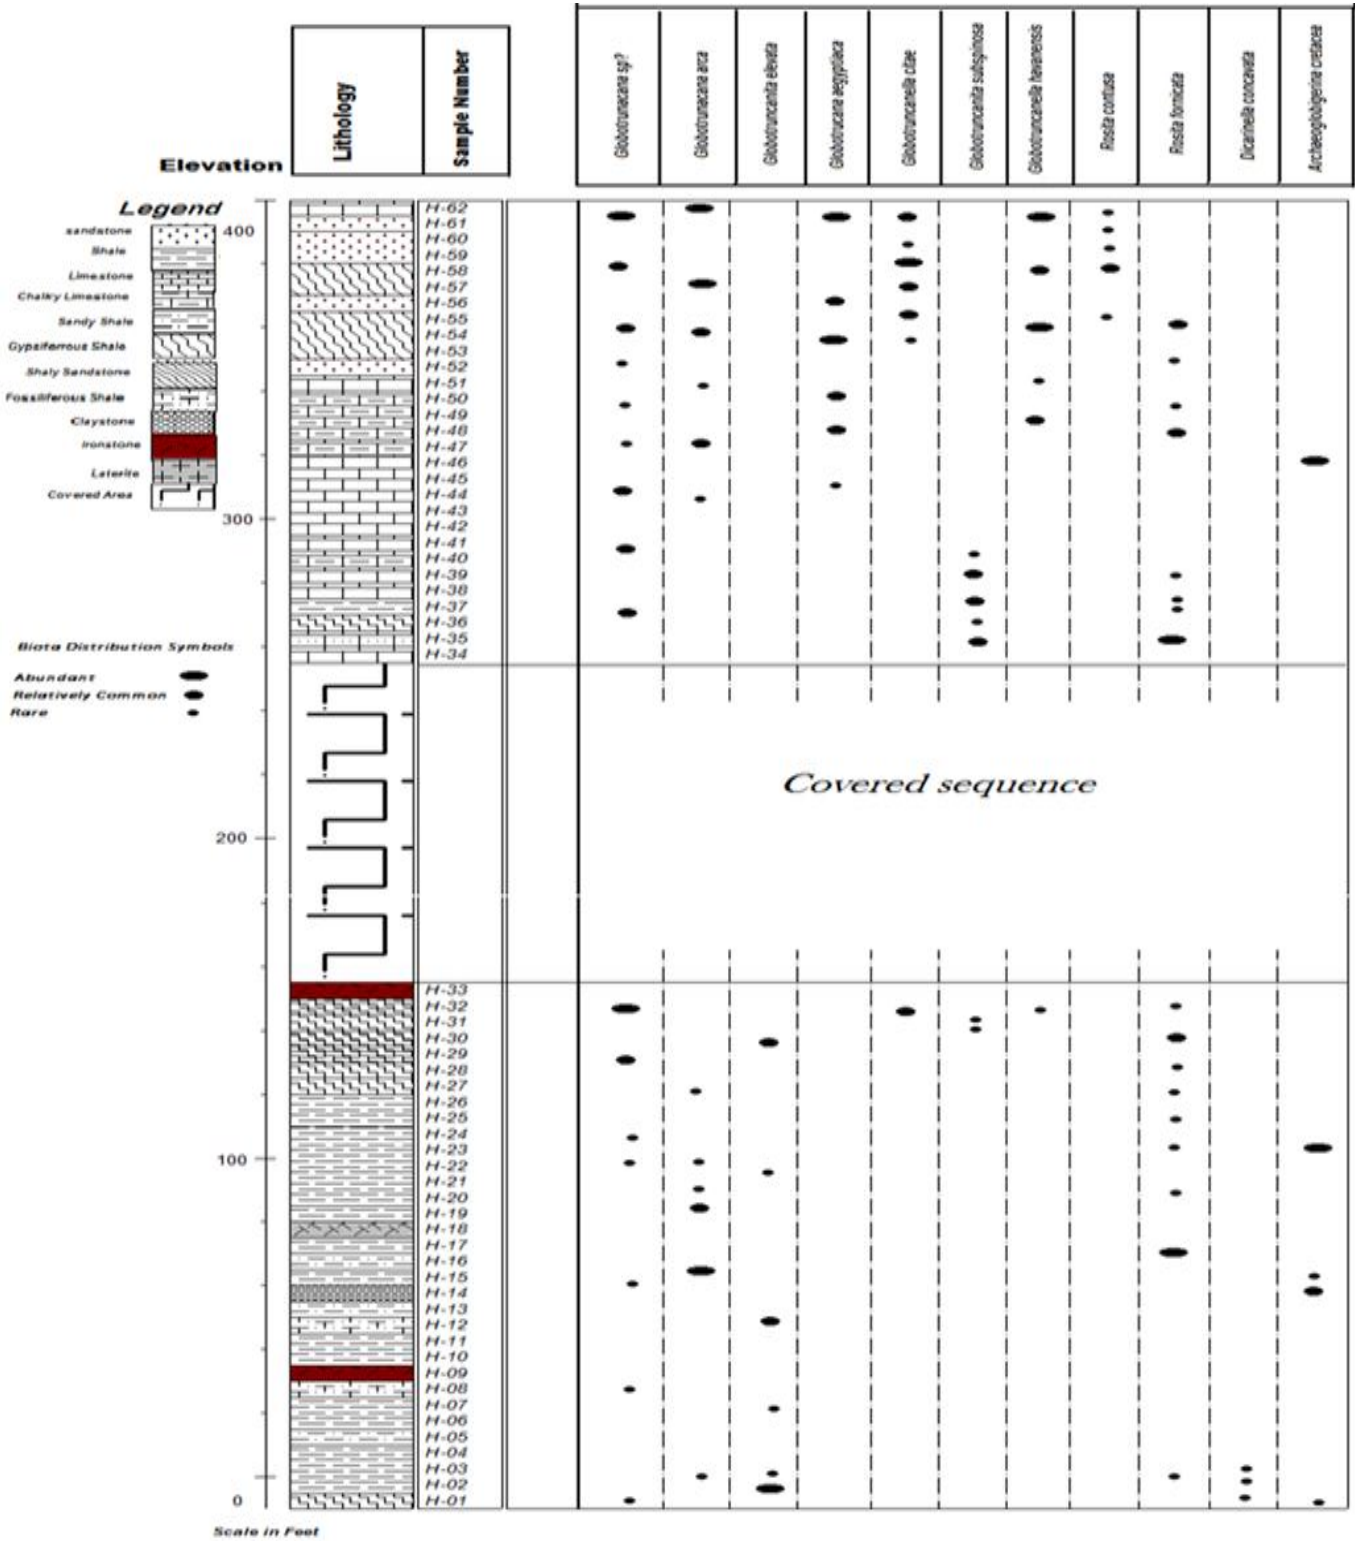 Elevation
Lithology
Sample Number
Globotrunacana sp?
Globotrunacana arca
Globotruncanita elevata
Globotrucana aegyptiaca
Globotruncanella citae
Globotruncanita subspinosa
Globotruncanella havanensis
Rosita contusa
Rosita fornicata
Dicarinella concavata
Archaeoglobigerina cretacea
Legend
sandstone
Shale
Limestone
Chalky Limestone
Sandy Shale
Gypsiferrous Shale
Shaly Sandstone
Fossiliferous Shale
Claystone
Ironstone
Laterite
Covered Area
Biota Distribution Symbols
Abundant
Relatively Common
Rare
400
300
200
100
0
Scale in Feet
H-62
H-61
H-60
H-59
H-58
H-57
H-56
H-55
H-54
H-53
H-52
H-51
H-50
H-49
H-48
H-47
H-46
H-45
H-44
H-43
H-42
H-41
H-40
H-39
H-38
H-37
H-36
H-35
H-34
Covered sequence
H-33
H-32
H-31
H-30
H-29
H-28
H-27
H-26
H-25
H-24
H-23
H-22
H-21
H-20
H-19
H-18
H-17
H-16
H-15
H-14
H-13
H-12
H-11
H-10
H-09
H-08
H-07
H-06
H-05
H-04
H-03
H-02
H-01